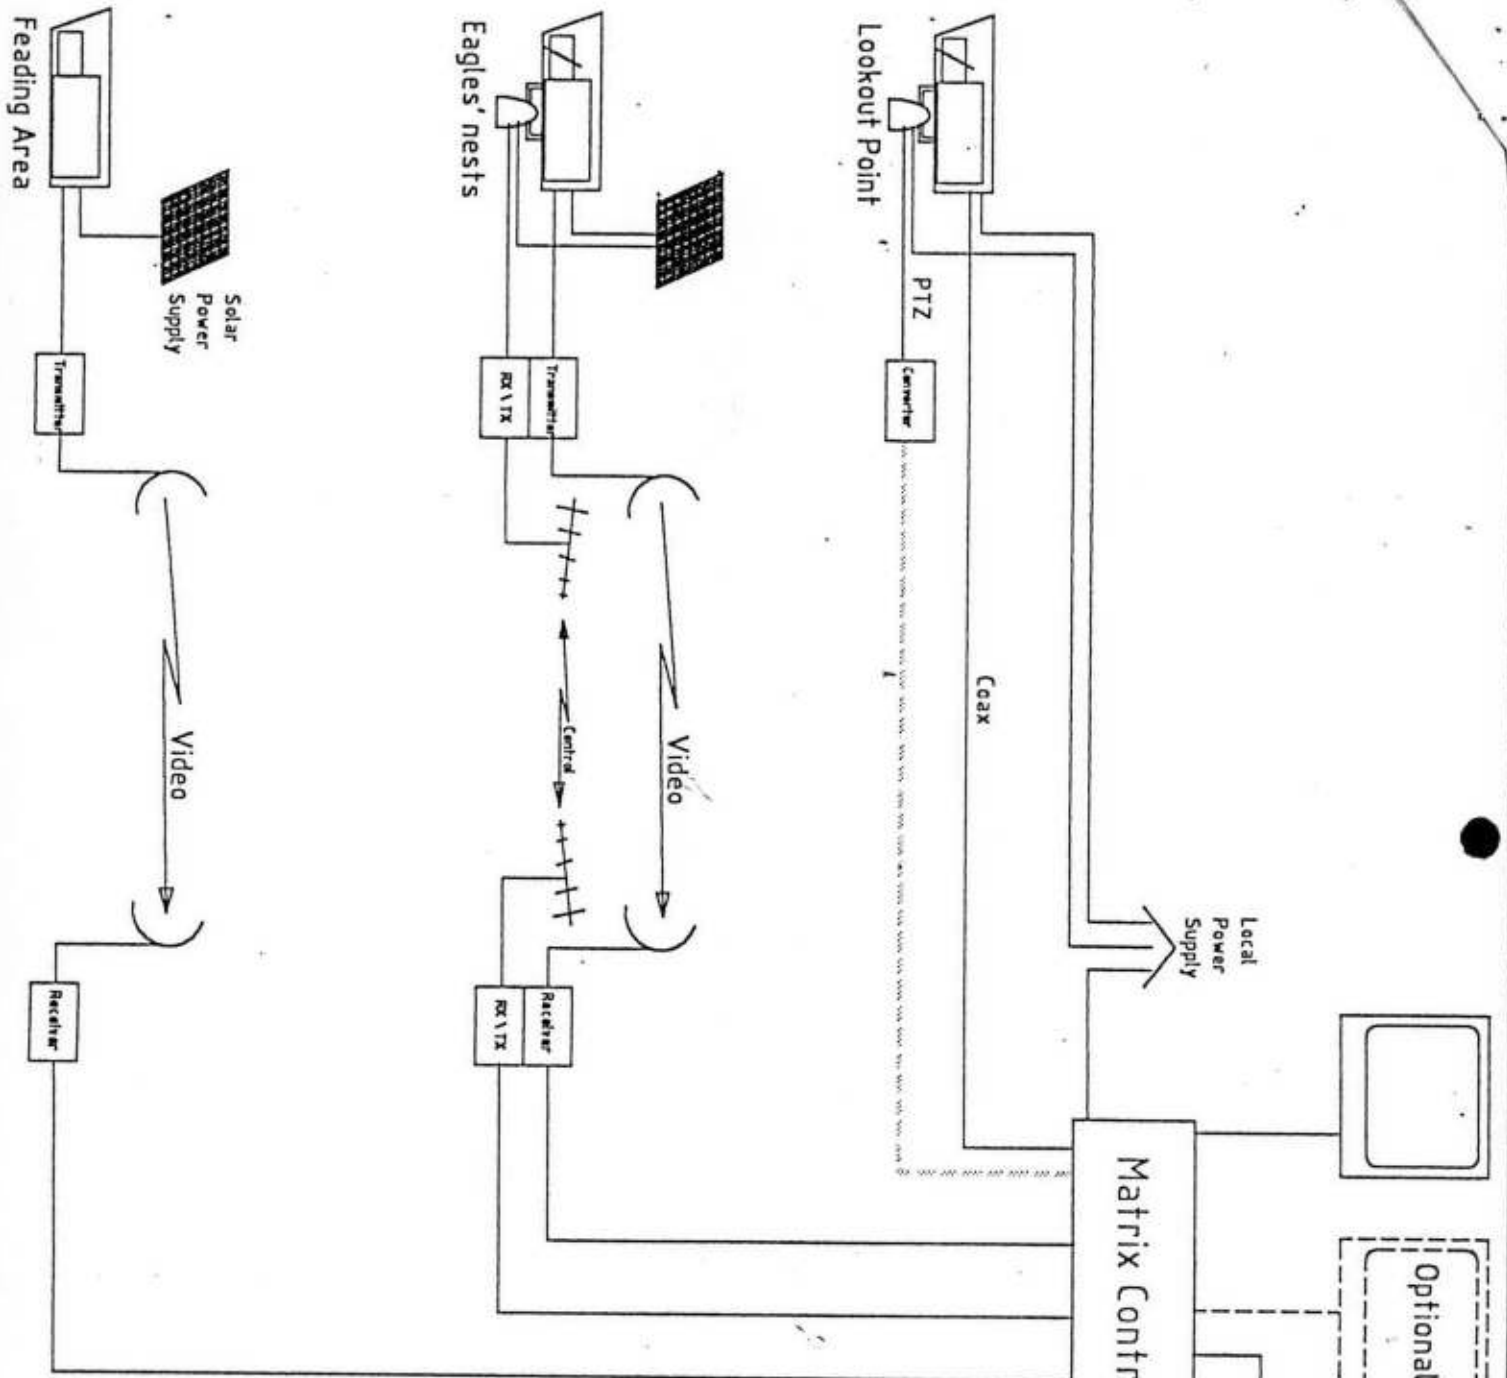 Optional
Matrix Contr
Local
Power
Supply
Lookout Point
PTZ
Converter
Coax
Eagles' nests
Transmitter
RX\TX
Video
Control
Receiver
RX\TX
Solar
Power
Supply
Feading Area
Transmitter
Video
Receiver